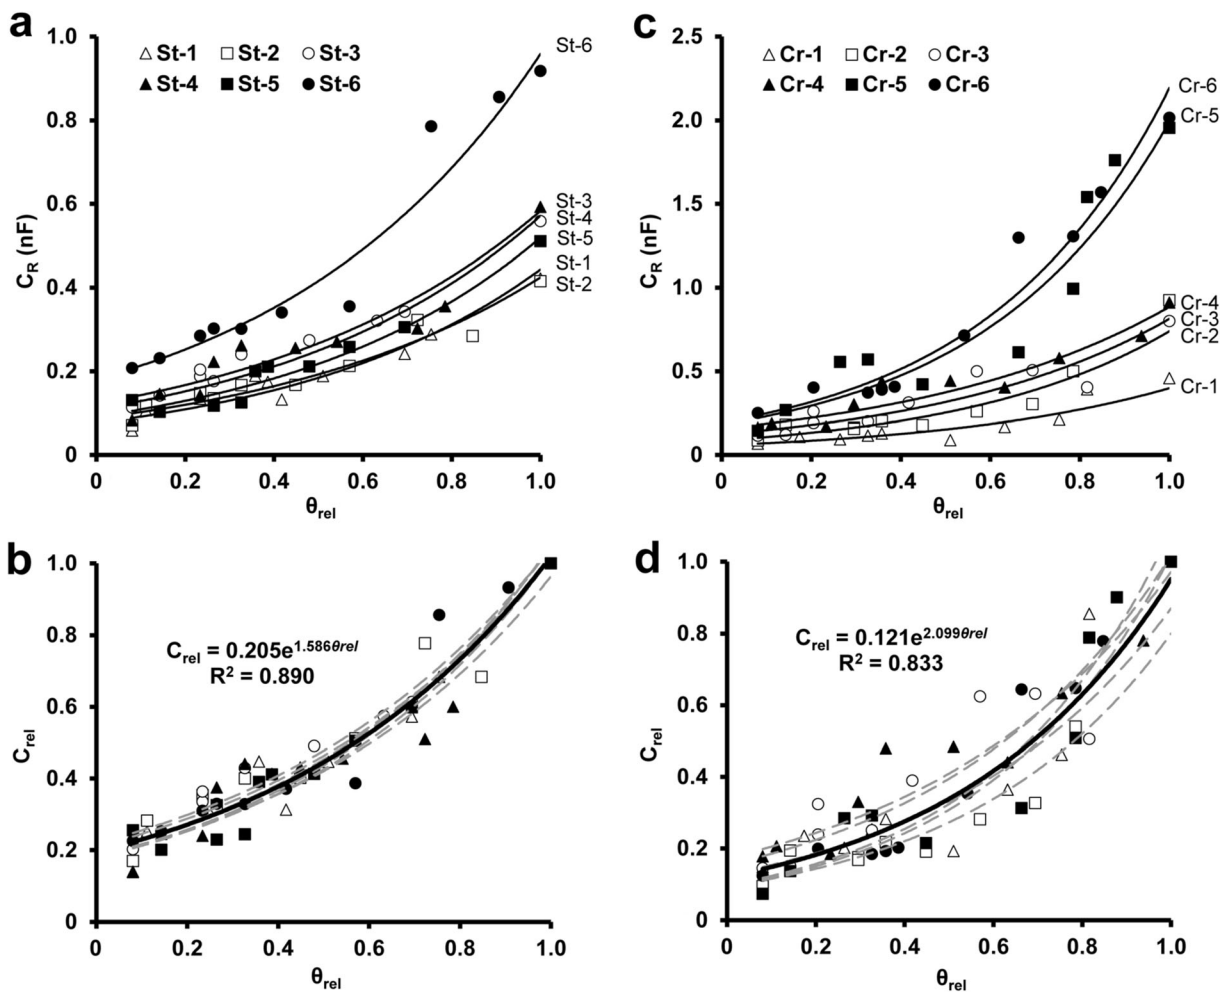 a
1.0
0.8
0.6
0.4
0.2
0
C_R (nF)
△ St-1 □ St-2 ○ St-3
▲ St-4 ■ St-5 ● St-6
St-6
St-3
St-4
St-5
St-1
St-2
0 0.2 0.4 0.6 0.8 1.0
θ_rel
c
2.5
2.0
1.5
1.0
0.5
0
C_R (nF)
△ Cr-1 □ Cr-2 ○ Cr-3
▲ Cr-4 ■ Cr-5 ● Cr-6
Cr-6
Cr-5
Cr-4
Cr-3
Cr-2
Cr-1
0 0.2 0.4 0.6 0.8 1.0
θ_rel
b
1.0
0.8
0.6
0.4
0.2
0
C_rel
C_rel = 0.205e^1.586θrel
R² = 0.890
0 0.2 0.4 0.6 0.8 1.0
θ_rel
d
1.0
0.8
0.6
0.4
0.2
0
C_rel
C_rel = 0.121e^2.099θrel
R² = 0.833
0 0.2 0.4 0.6 0.8 1.0
θ_rel